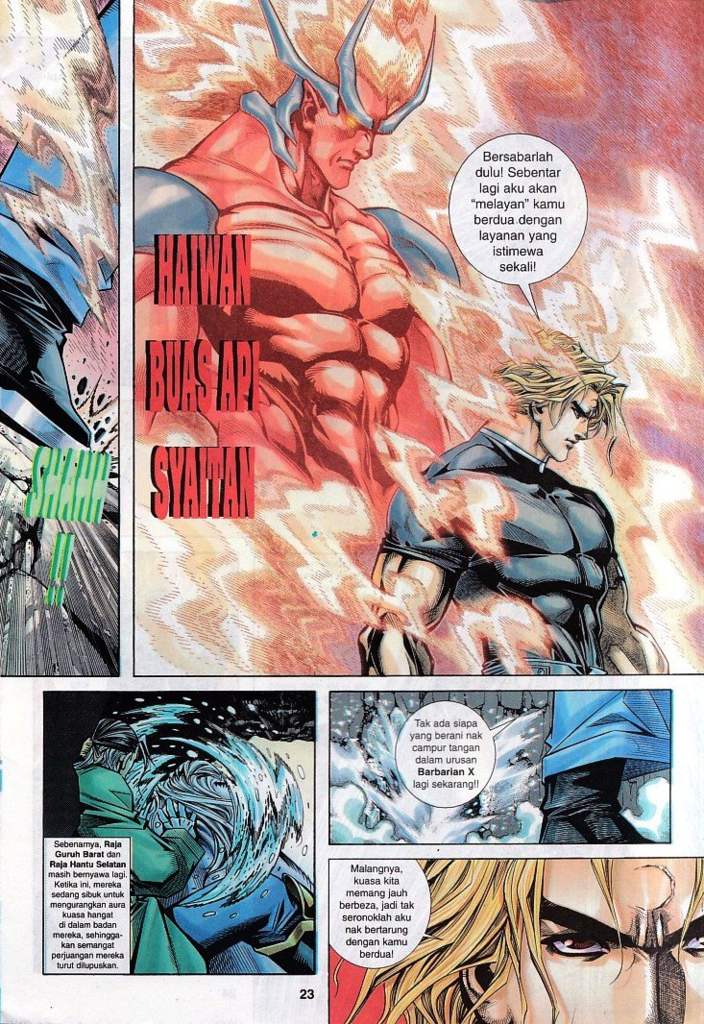 Bersabarlah
dulu! Sebentar
lagi aku akan
“melayan” kamu
berdua dengan
layanan yang
istimewa
sekali!
HAIWAN
BUAS API
SYAITAN
SHAHH
!!
Sebenarnya, Raja
Guruh Barat dan
Raja Hantu Selatan
masih bernyawa lagi.
Ketika ini, mereka
sedang sibuk untuk
mengurangkan aura
kuasa hangat
di dalam badan
mereka, sehingga-
kan semangat
perjuangan mereka
turut dilupuskan.
Tak ada siapa
yang berani nak
campur tangan
dalam urusan
Barbarian X
lagi sekarang!!
Malangnya,
kuasa kita
memang jauh
berbeza, jadi tak
seronoklah aku
nak bertarung
dengan kamu
berdua!
23